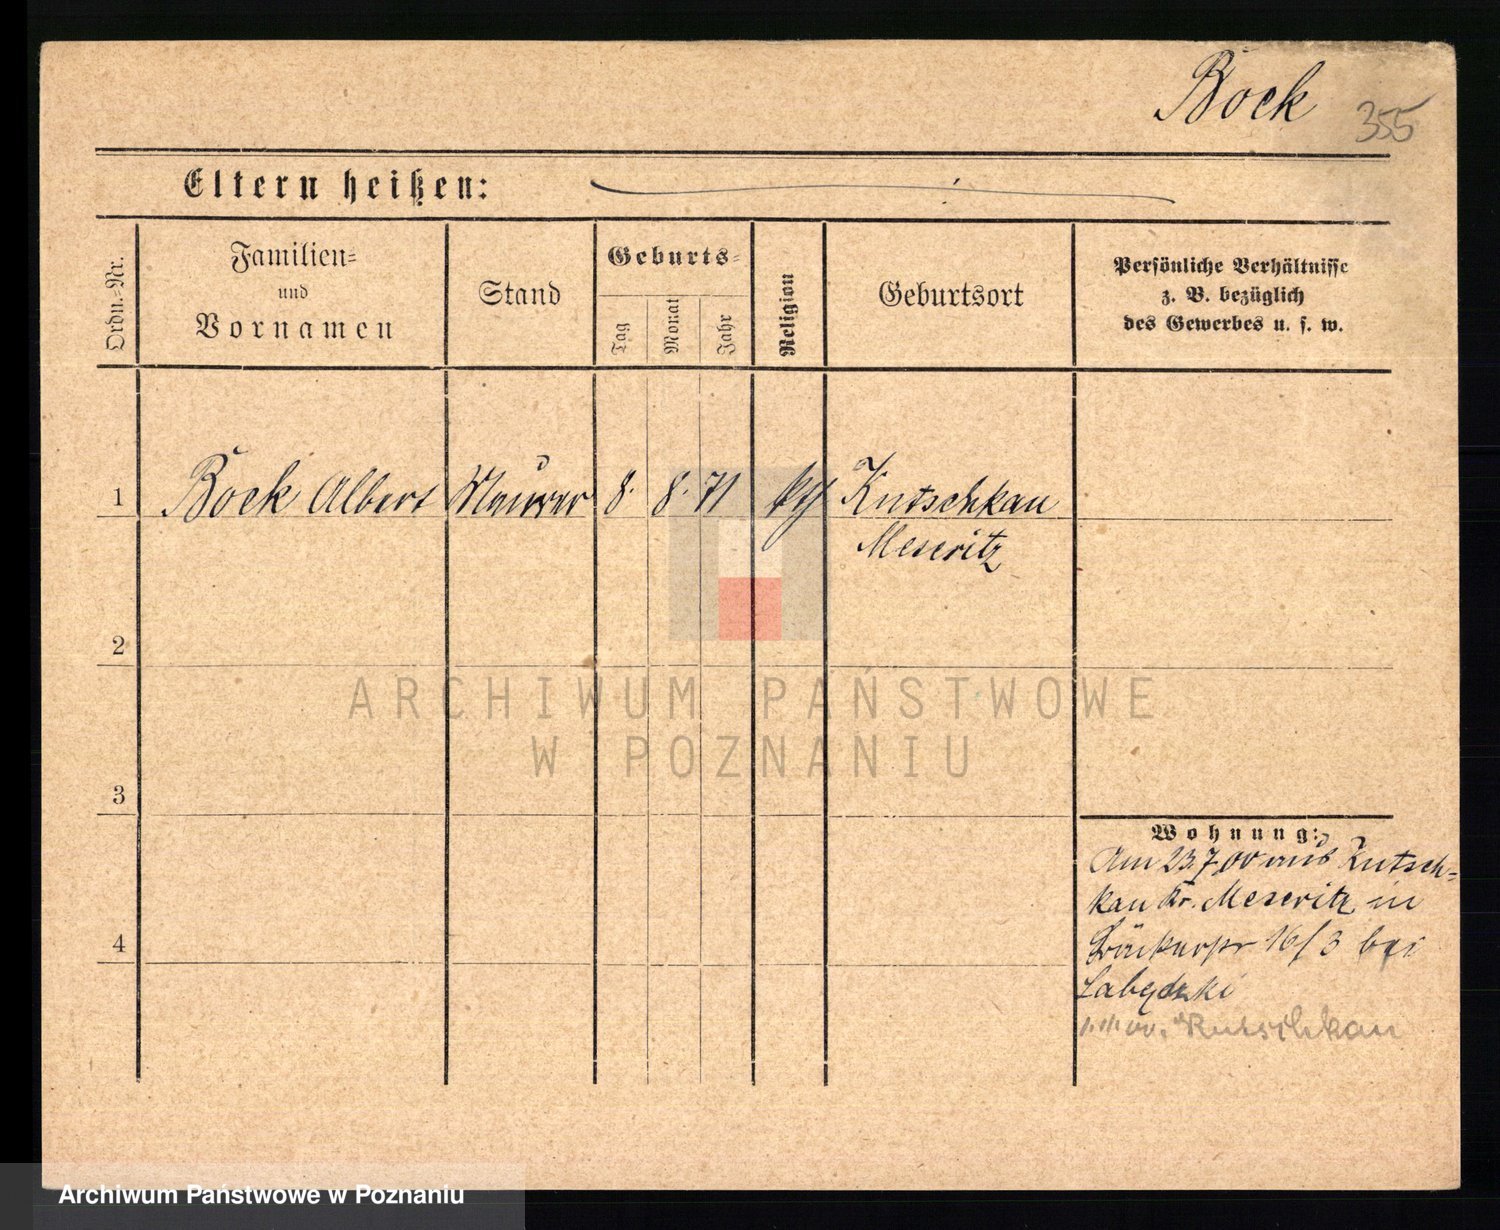 Bock 355
Eltern heißen:
Ordn.-Nr.
Familien-
und
Vornamen
Stand
Geburts-
Tag
Monat
Jahr
Religion
Geburtsort
Persönliche Verhältnisse
z. B. bezüglich
des Gewerbes u. s. w.
1 Bock Albert Maurer 8. 8. 71 kth Kutschkau
Meseritz
2
ARCHIWUM PAŃSTWOWE
W POZNANIU
3
Wohnung:
Am 23.7.00 aus Kutsch-
kau Kr. Meseritz in
16/3 bei
Labędzki
Kutschkau
4
Archiwum Państwowe w Poznaniu